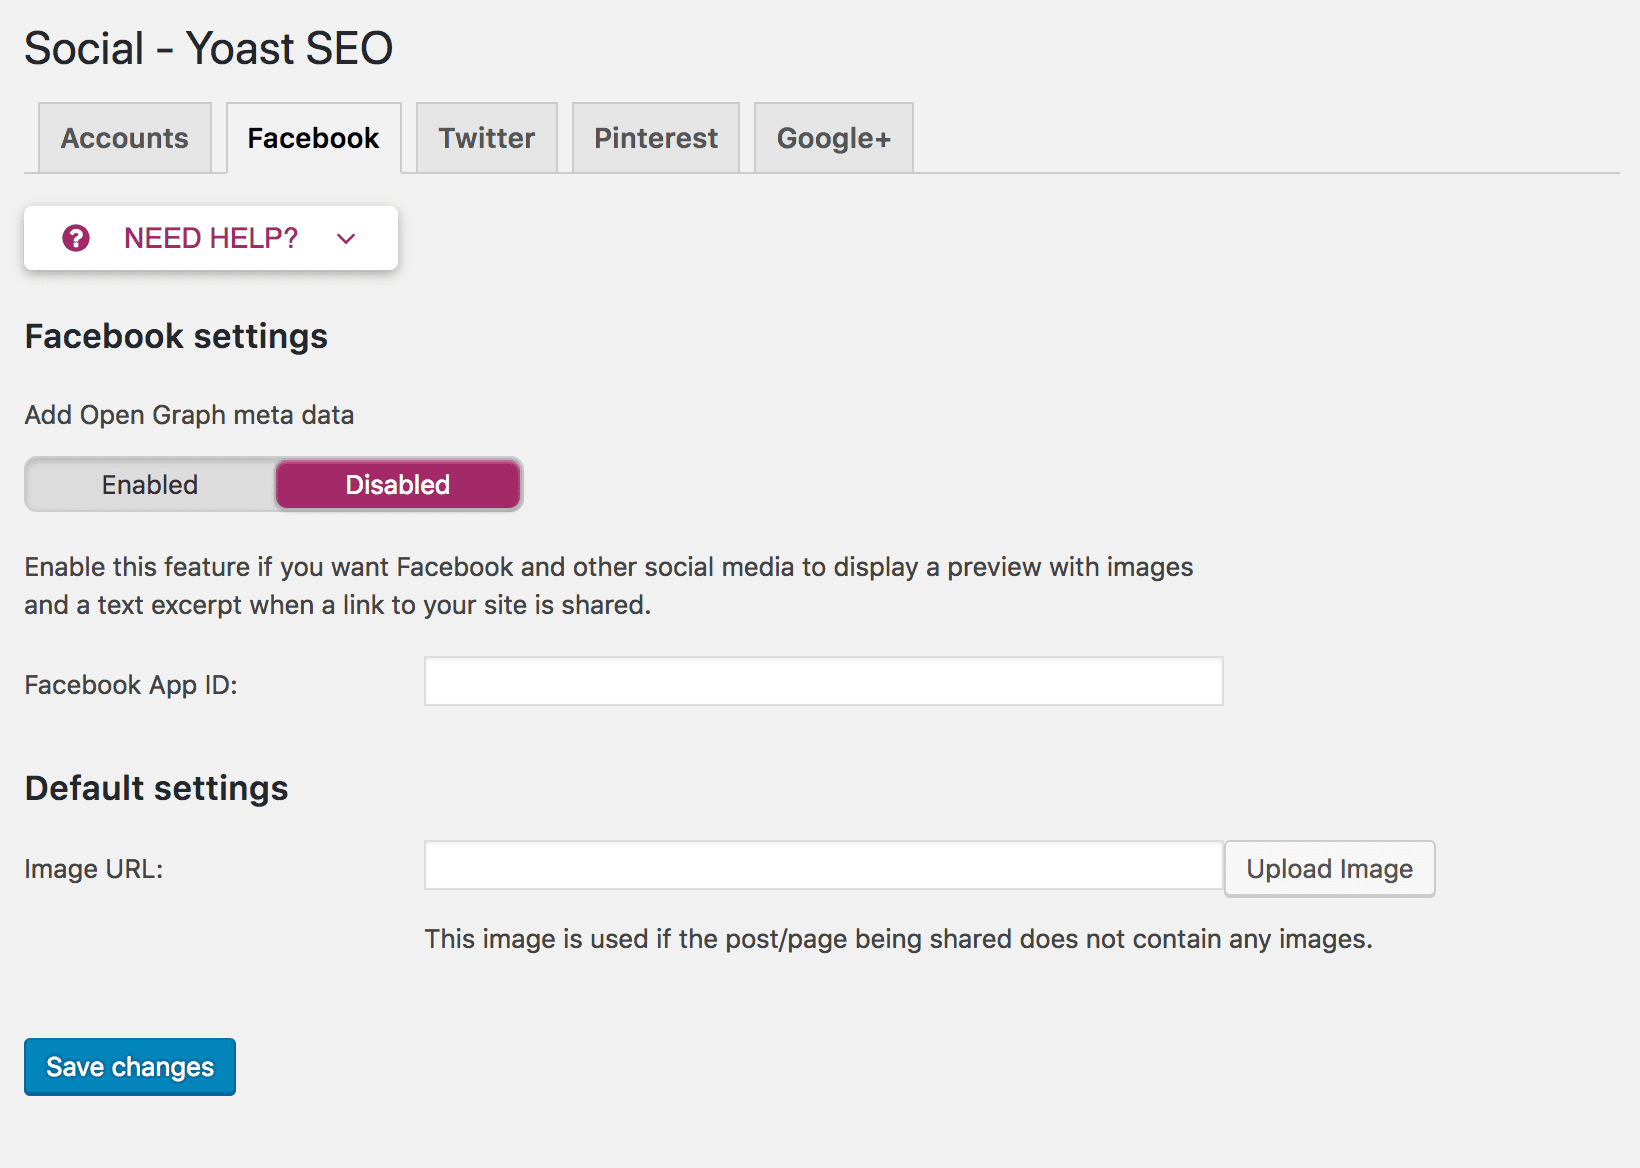 Social - Yoast SEO
Accounts Facebook Twitter Pinterest Google+
? NEED HELP?
Facebook settings
Add Open Graph meta data
Enabled Disabled
Enable this feature if you want Facebook and other social media to display a preview with images
and a text excerpt when a link to your site is shared.
Facebook App ID:
Default settings
Image URL: Upload Image
This image is used if the post/page being shared does not contain any images.
Save changes